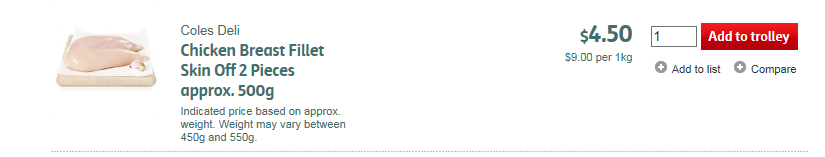 Coles Deli
Chicken Breast Fillet
Skin Off 2 Pieces
approx. 500g
Indicated price based on approx.
weight. Weight may vary between
450g and 550g.
$4.50
$9.00 per 1kg
1
Add to trolley
Add to list
Compare